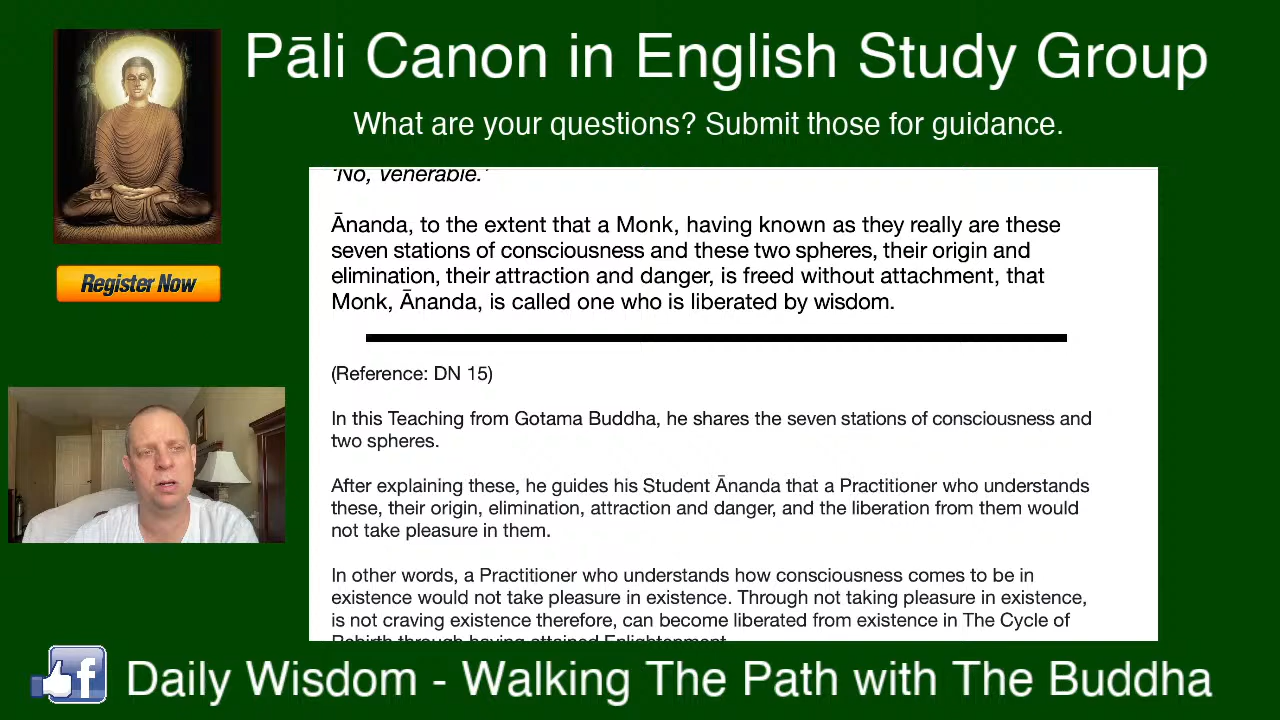 Pāli Canon in English Study Group
What are your questions? Submit those for guidance.
Register Now
'No, Venerable.'
Ānanda, to the extent that a Monk, having known as they really are these
seven stations of consciousness and these two spheres, their origin and
elimination, their attraction and danger, is freed without attachment, that
Monk, Ānanda, is called one who is liberated by wisdom.
(Reference: DN 15)
In this Teaching from Gotama Buddha, he shares the seven stations of consciousness and
two spheres.
After explaining these, he guides his Student Ānanda that a Practitioner who understands
these, their origin, elimination, attraction and danger, and the liberation from them would
not take pleasure in them.
In other words, a Practitioner who understands how consciousness comes to be in
existence would not take pleasure in existence. Through not taking pleasure in existence,
is not craving existence therefore, can become liberated from existence in The Cycle of
Rebirth through having attained Enlightenment
f
Daily Wisdom - Walking The Path with The Buddha